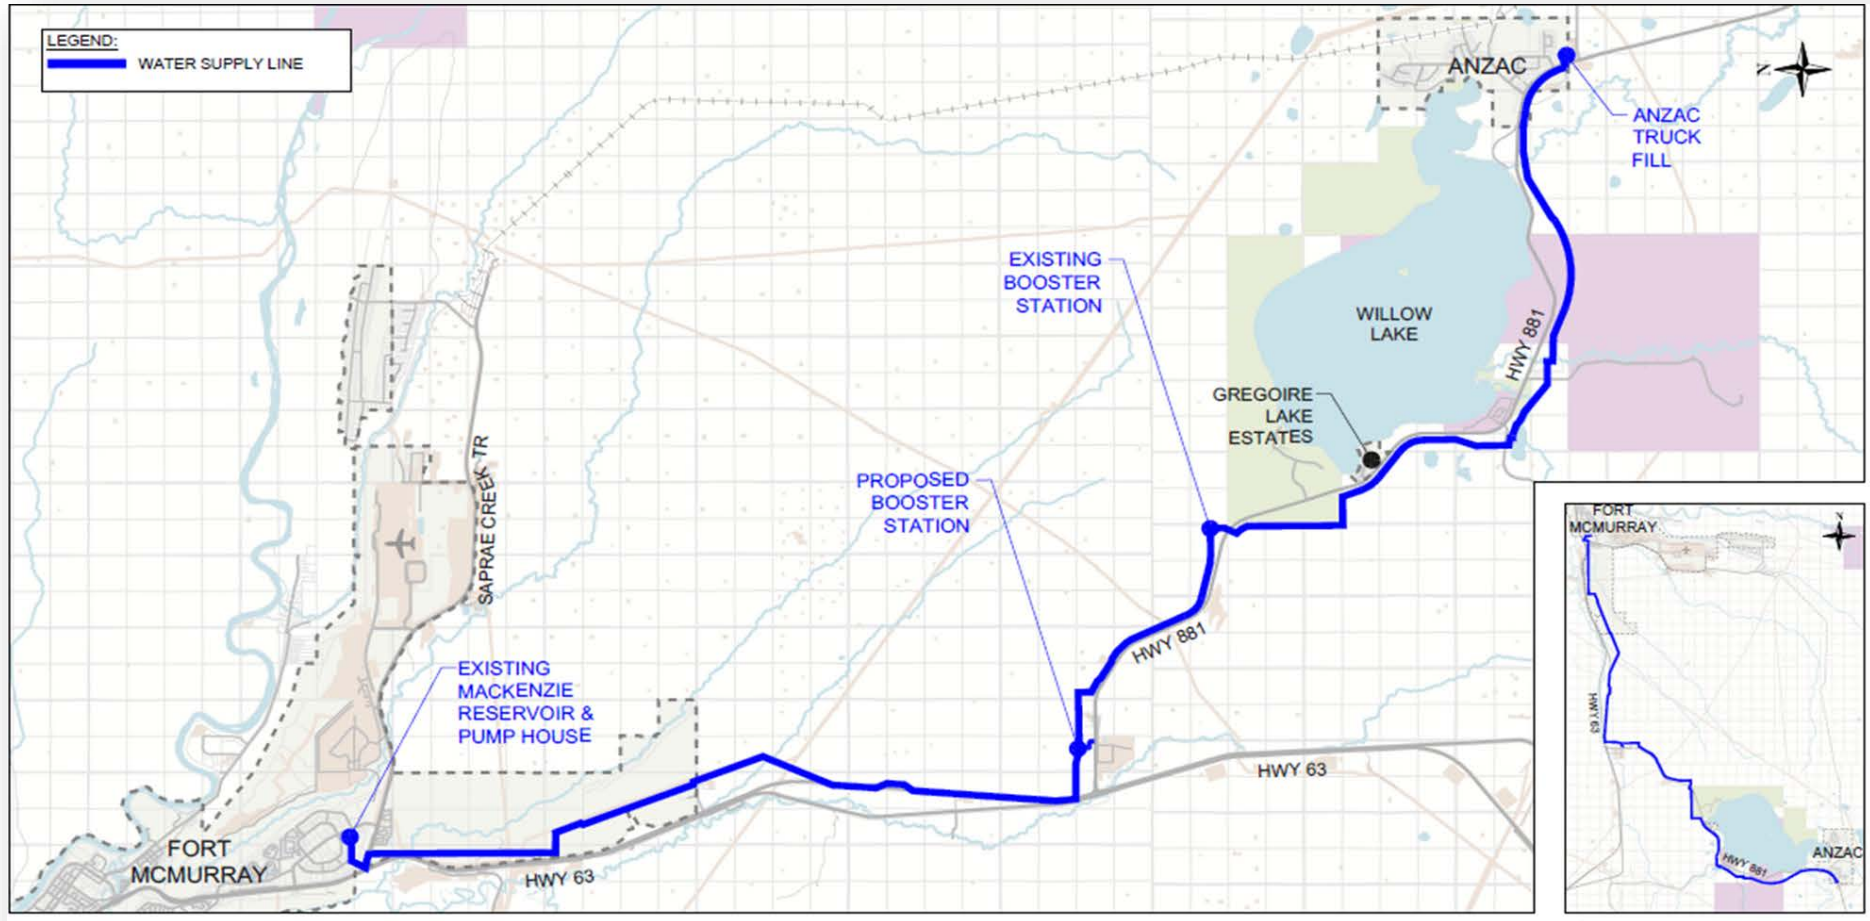 LEGEND:
WATER SUPPLY LINE
ANZAC
N
ANZAC
TRUCK
FILL
EXISTING
BOOSTER
STATION
WILLOW
LAKE
HWY 881
GREGOIRE
LAKE
ESTATES
SAPRAE CREEK TR
PROPOSED
BOOSTER
STATION
HWY 881
EXISTING
MACKENZIE
RESERVOIR &
PUMP HOUSE
HWY 63
FORT
MCMURRAY
HWY 63
FORT
MCMURRAY
N
HWY 63
ANZAC
HWY 881